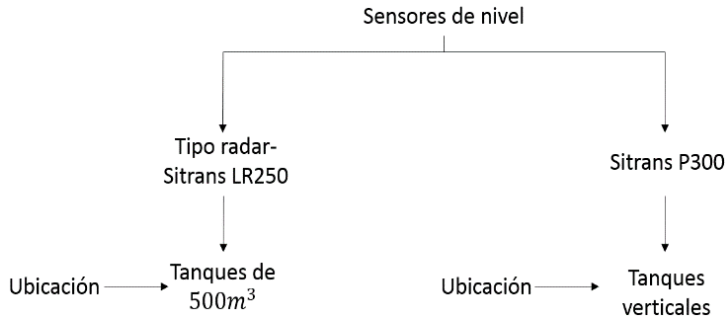 Sensores de nivel
Tipo radar-
Sitrans LR250
Sitrans P300
Ubicación
Tanques de
500m³
Ubicación
Tanques
verticales